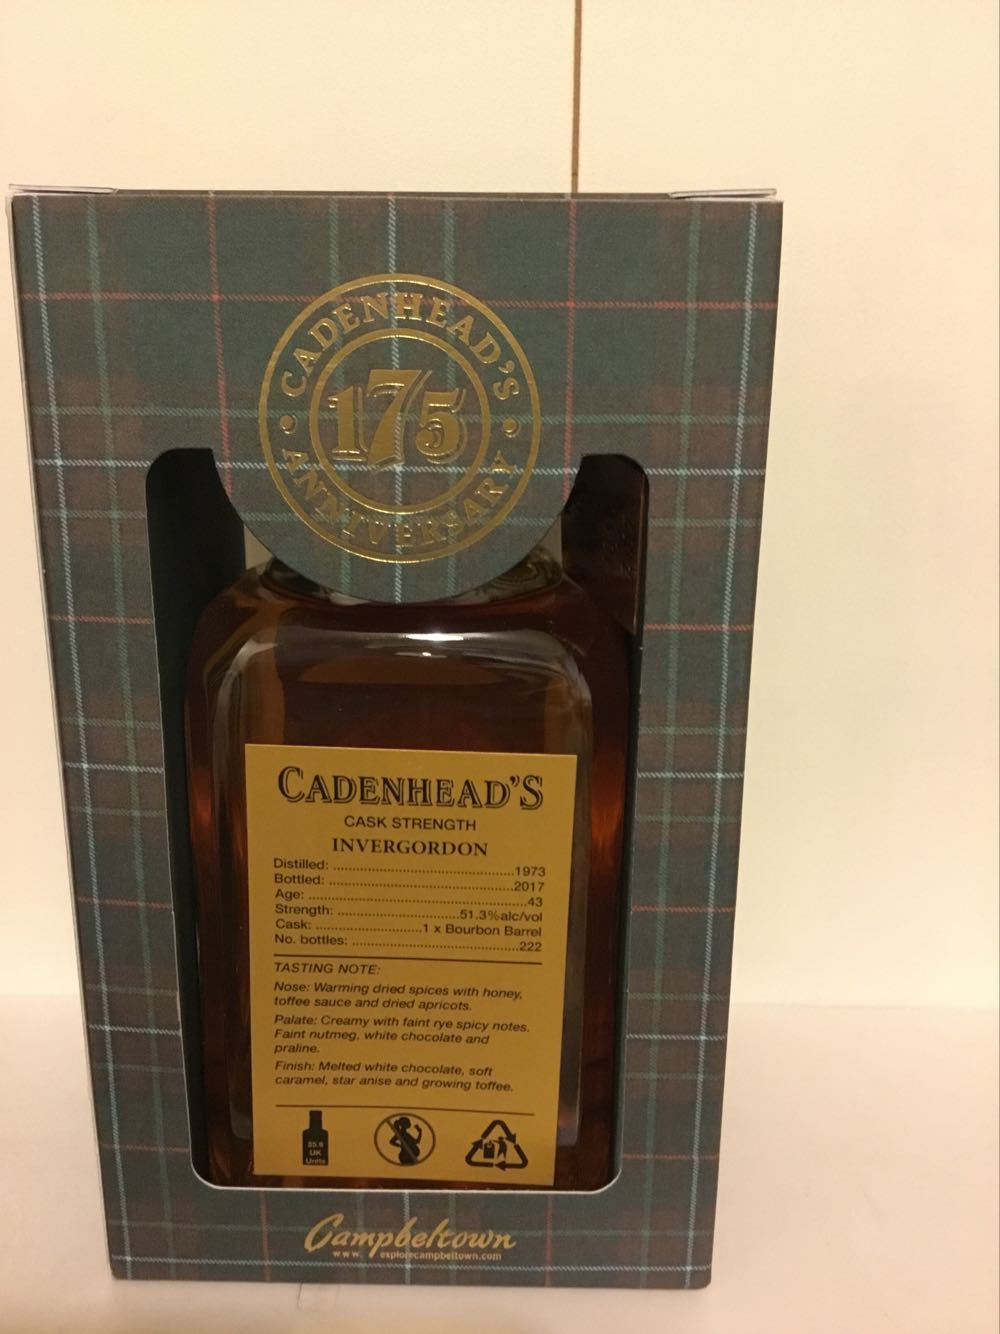 CADENHEAD'S
175
ANNIVERSARY
CADENHEAD'S
CASK STRENGTH
INVERGORDON
Distilled: ..........................................1973
Bottled: ...........................................2017
Age: ..................................................43
Strength: ............................51.3%alc/vol
Cask: .........................1 x Bourbon Barrel
No. bottles: .......................................222
TASTING NOTE:
Nose: Warming dried spices with honey,
toffee sauce and dried apricots.
Palate: Creamy with faint rye spicy notes.
Faint nutmeg, white chocolate and
praline.
Finish: Melted white chocolate, soft
caramel, star anise and growing toffee.
UK
Units
Campbeltown
www. explorecampbeltown.com